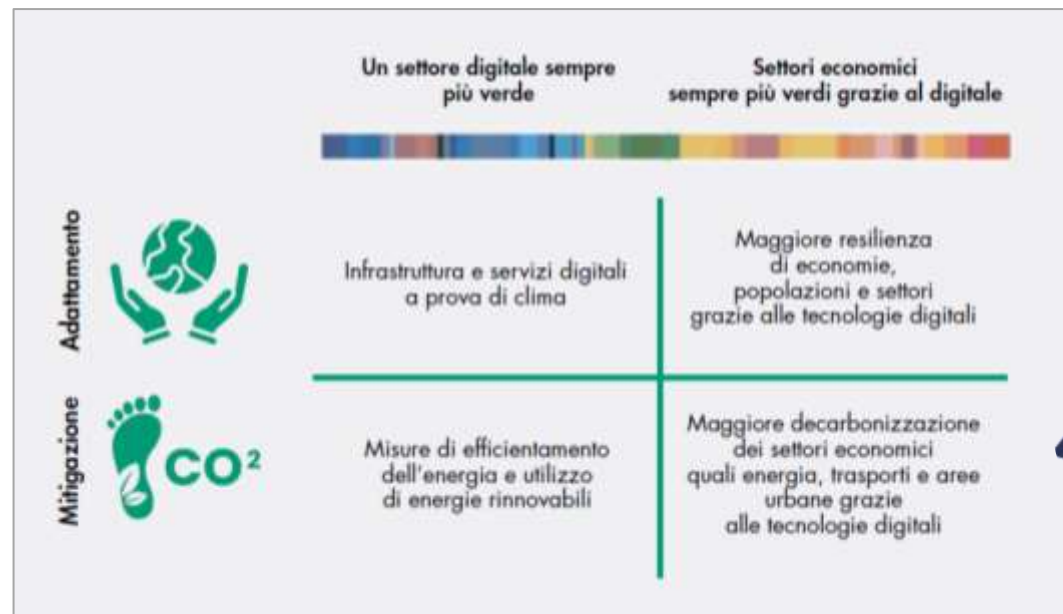 Un settore digitale sempre
più verde
Settori economici
sempre più verdi grazie al digitale
Adattamento
Infrastruttura e servizi digitali
a prova di clima
Maggiore resilienza
di economie,
popolazioni e settori
grazie alle tecnologie digitali
Mitigazione
CO²
Misure di efficientamento
dell'energia e utilizzo
di energie rinnovabili
Maggiore decarbonizzazione
dei settori economici
quali energia, trasporti e aree
urbane grazie
alle tecnologie digitali